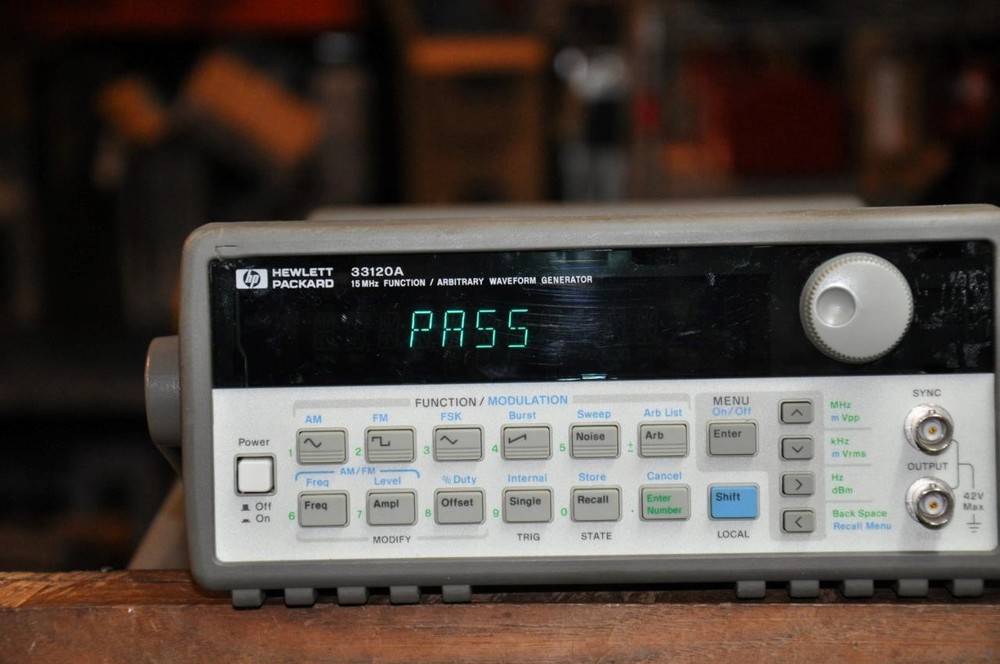 hp HEWLETT PACKARD
33120A
15 MHz FUNCTION / ARBITRARY WAVEFORM GENERATOR
PASS
FUNCTION / MODULATION
MENU
On/Off
SYNC
AM FM FSK Burst Sweep Arb List
1 2 3 4 5 Noise ± Arb Enter
MHz
m Vpp
kHz
m Vrms
Power
AM/FM
OUTPUT
Freq Level % Duty Internal Store Cancel
Hz
dBm
6 Freq 7 Ampl 8 Offset 9 Single 0 Recall . Enter Number Shift
Off
On
42V
Max
Back Space
Recall Menu
MODIFY TRIG STATE LOCAL